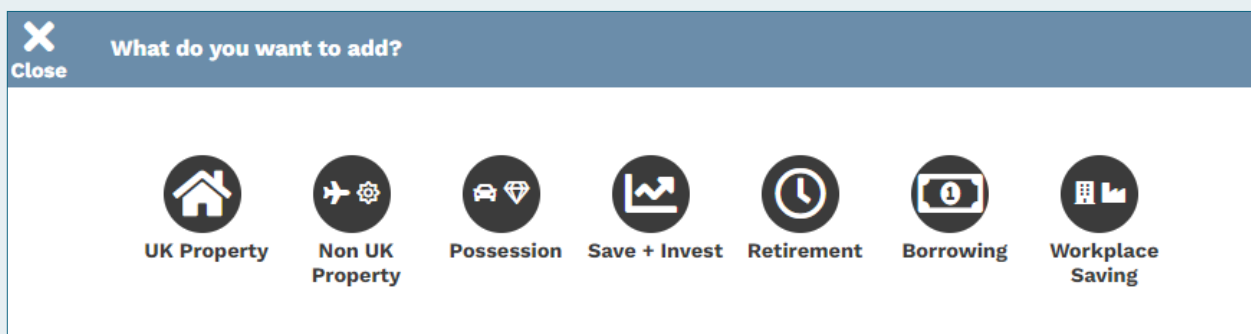 What do you want to add?
Close
UK Property
Non UK
Property
Possession
Save + Invest
Retirement
1
Borrowing
Workplace
Saving